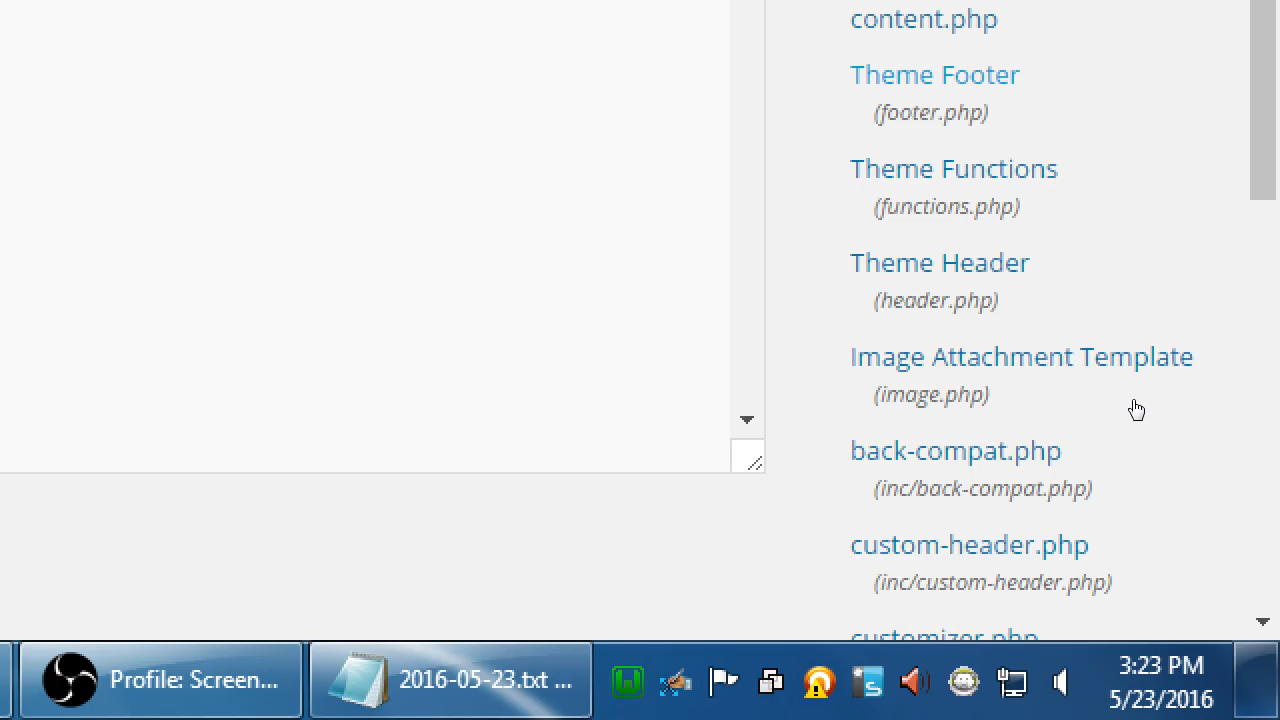 content.php
Theme Footer
(footer.php)
Theme Functions
(functions.php)
Theme Header
(header.php)
Image Attachment Template
(image.php)
back-compat.php
(inc/back-compat.php)
custom-header.php
(inc/custom-header.php)
customizer.php
Profile: Screen...
2016-05-23.txt ...
3:23 PM
5/23/2016